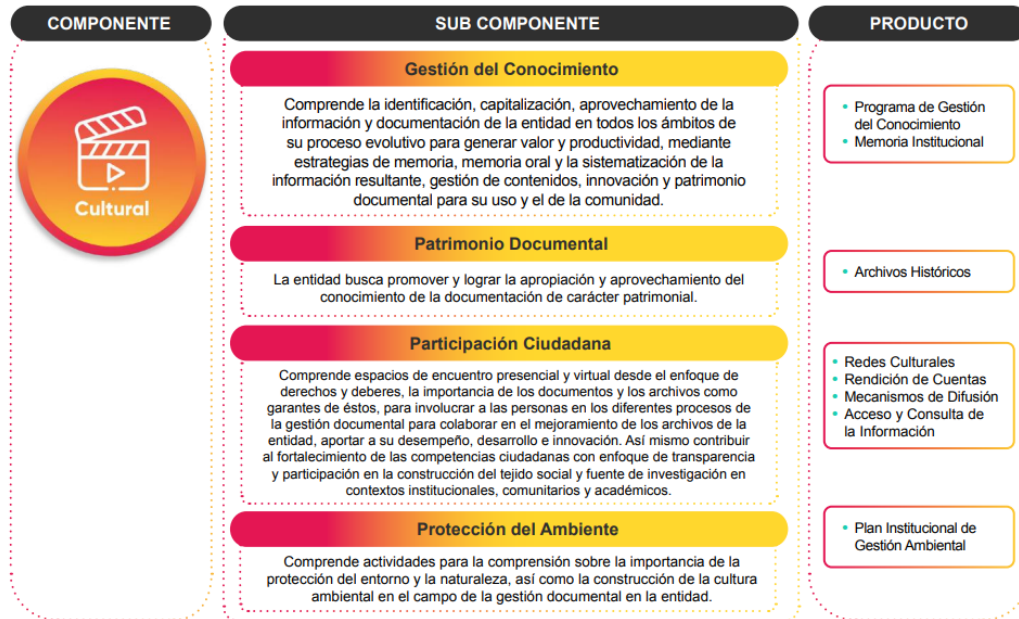 COMPONENTE
SUB COMPONENTE
PRODUCTO
Cultural
Gestión del Conocimiento
Comprende la identificación, capitalización, aprovechamiento de la
información y documentación de la entidad en todos los ámbitos de
su proceso evolutivo para generar valor y productividad, mediante
estrategias de memoria, memoria oral y la sistematización de la
información resultante, gestión de contenidos, innovación y patrimonio
documental para su uso y el de la comunidad.
• Programa de Gestión
del Conocimiento
• Memoria Institucional
Patrimonio Documental
La entidad busca promover y lograr la apropiación y aprovechamiento del
conocimiento de la documentación de carácter patrimonial.
• Archivos Históricos
Participación Ciudadana
Comprende espacios de encuentro presencial y virtual desde el enfoque de
derechos y deberes, la importancia de los documentos y los archivos como
garantes de éstos, para involucrar a las personas en los diferentes procesos de
la gestión documental para colaborar en el mejoramiento de los archivos de la
entidad, aportar a su desempeño, desarrollo e innovación. Así mismo contribuir
al fortalecimiento de las competencias ciudadanas con enfoque de transparencia
y participación en la construcción del tejido social y fuente de investigación en
contextos institucionales, comunitarios y académicos.
• Redes Culturales
• Rendición de Cuentas
• Mecanismos de Difusión
• Acceso y Consulta de
la Información
Protección del Ambiente
Comprende actividades para la comprensión sobre la importancia de la
protección del entorno y la naturaleza, así como la construcción de la cultura
ambiental en el campo de la gestión documental en la entidad.
• Plan Institucional de
Gestión Ambiental